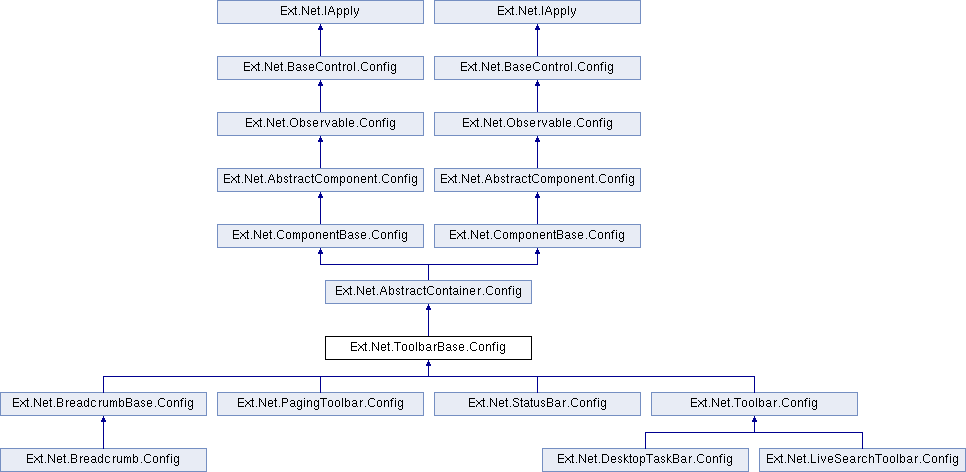 Ext.Net.IApply
Ext.Net.IApply
Ext.Net.BaseControl.Config
Ext.Net.BaseControl.Config
Ext.Net.Observable.Config
Ext.Net.Observable.Config
Ext.Net.AbstractComponent.Config
Ext.Net.AbstractComponent.Config
Ext.Net.ComponentBase.Config
Ext.Net.ComponentBase.Config
Ext.Net.AbstractContainer.Config
Ext.Net.ToolbarBase.Config
Ext.Net.BreadcrumbBase.Config
Ext.Net.PagingToolbar.Config
Ext.Net.StatusBar.Config
Ext.Net.Toolbar.Config
Ext.Net.Breadcrumb.Config
Ext.Net.DesktopTaskBar.Config
Ext.Net.LiveSearchToolbar.Config